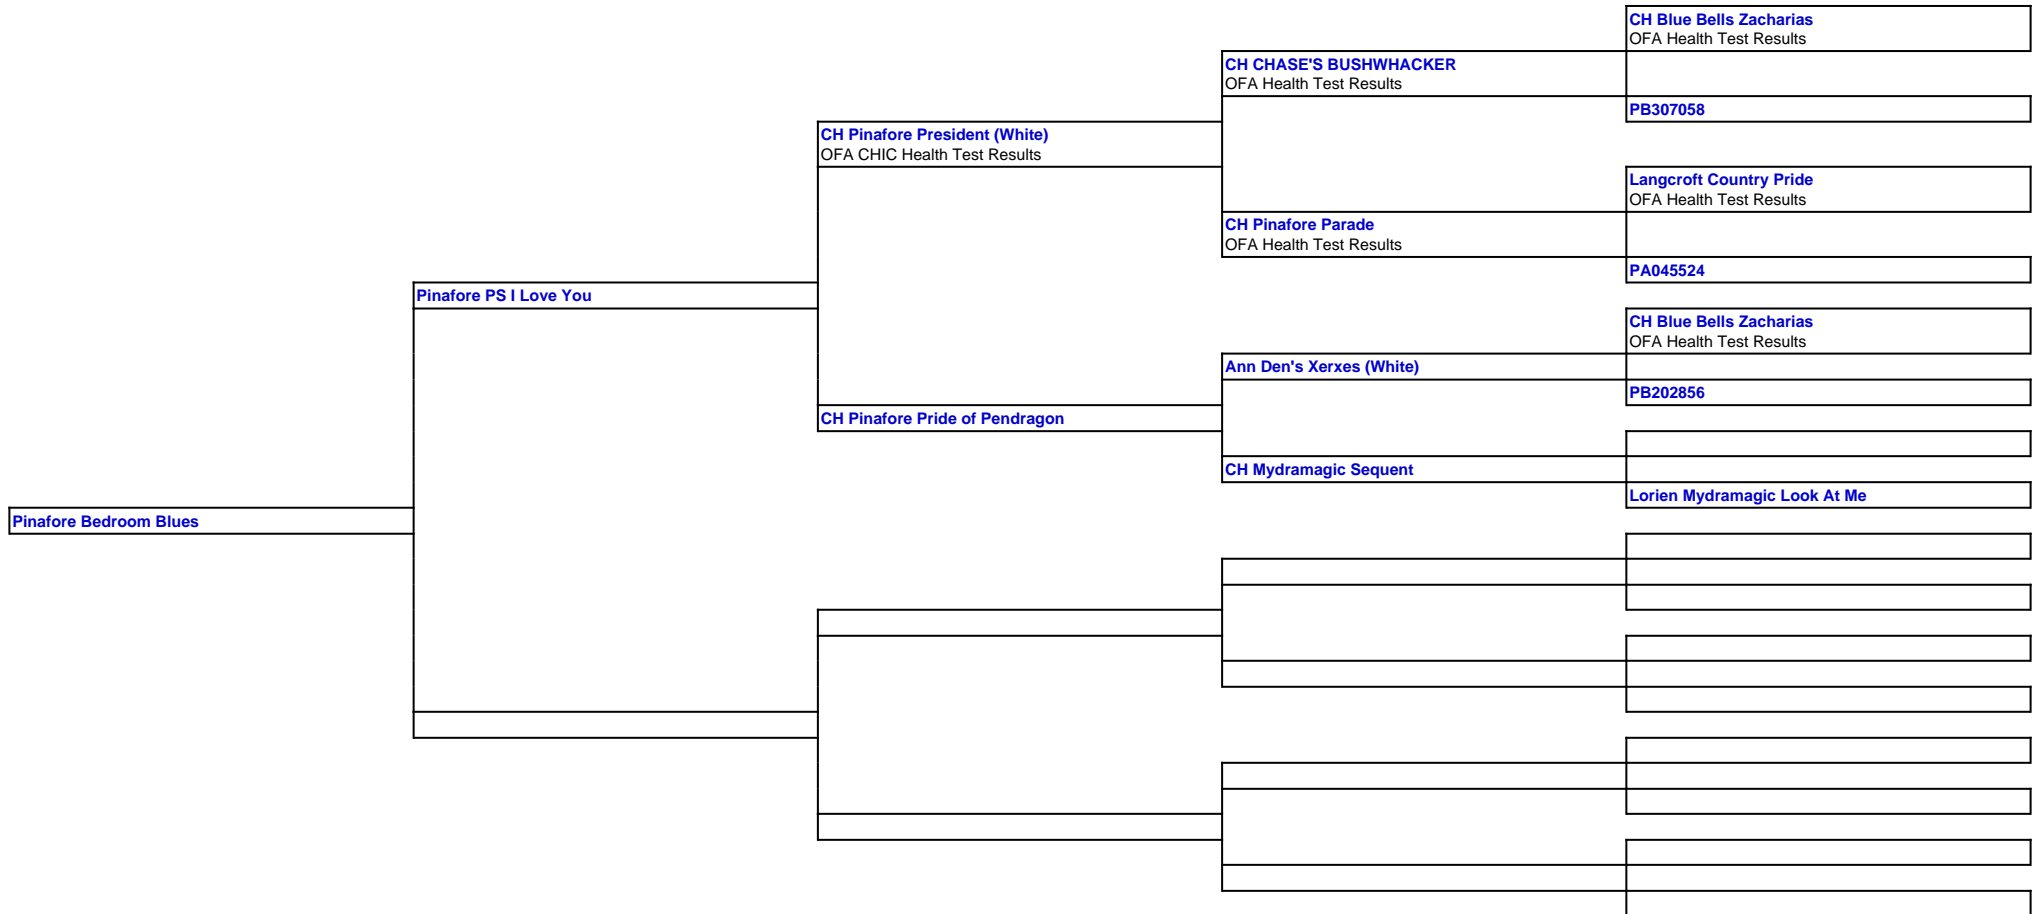 CH Blue Bells Zacharias
OFA Health Test Results
CH CHASE'S BUSHWHACKER
OFA Health Test Results
PB307058
CH Pinafore President (White)
OFA CHIC Health Test Results
Langcroft Country Pride
OFA Health Test Results
CH Pinafore Parade
OFA Health Test Results
PA045524
Pinafore PS I Love You
CH Blue Bells Zacharias
OFA Health Test Results
Ann Den's Xerxes (White)
PB202856
CH Pinafore Pride of Pendragon
CH Mydramagic Sequent
Lorien Mydramagic Look At Me
Pinafore Bedroom Blues